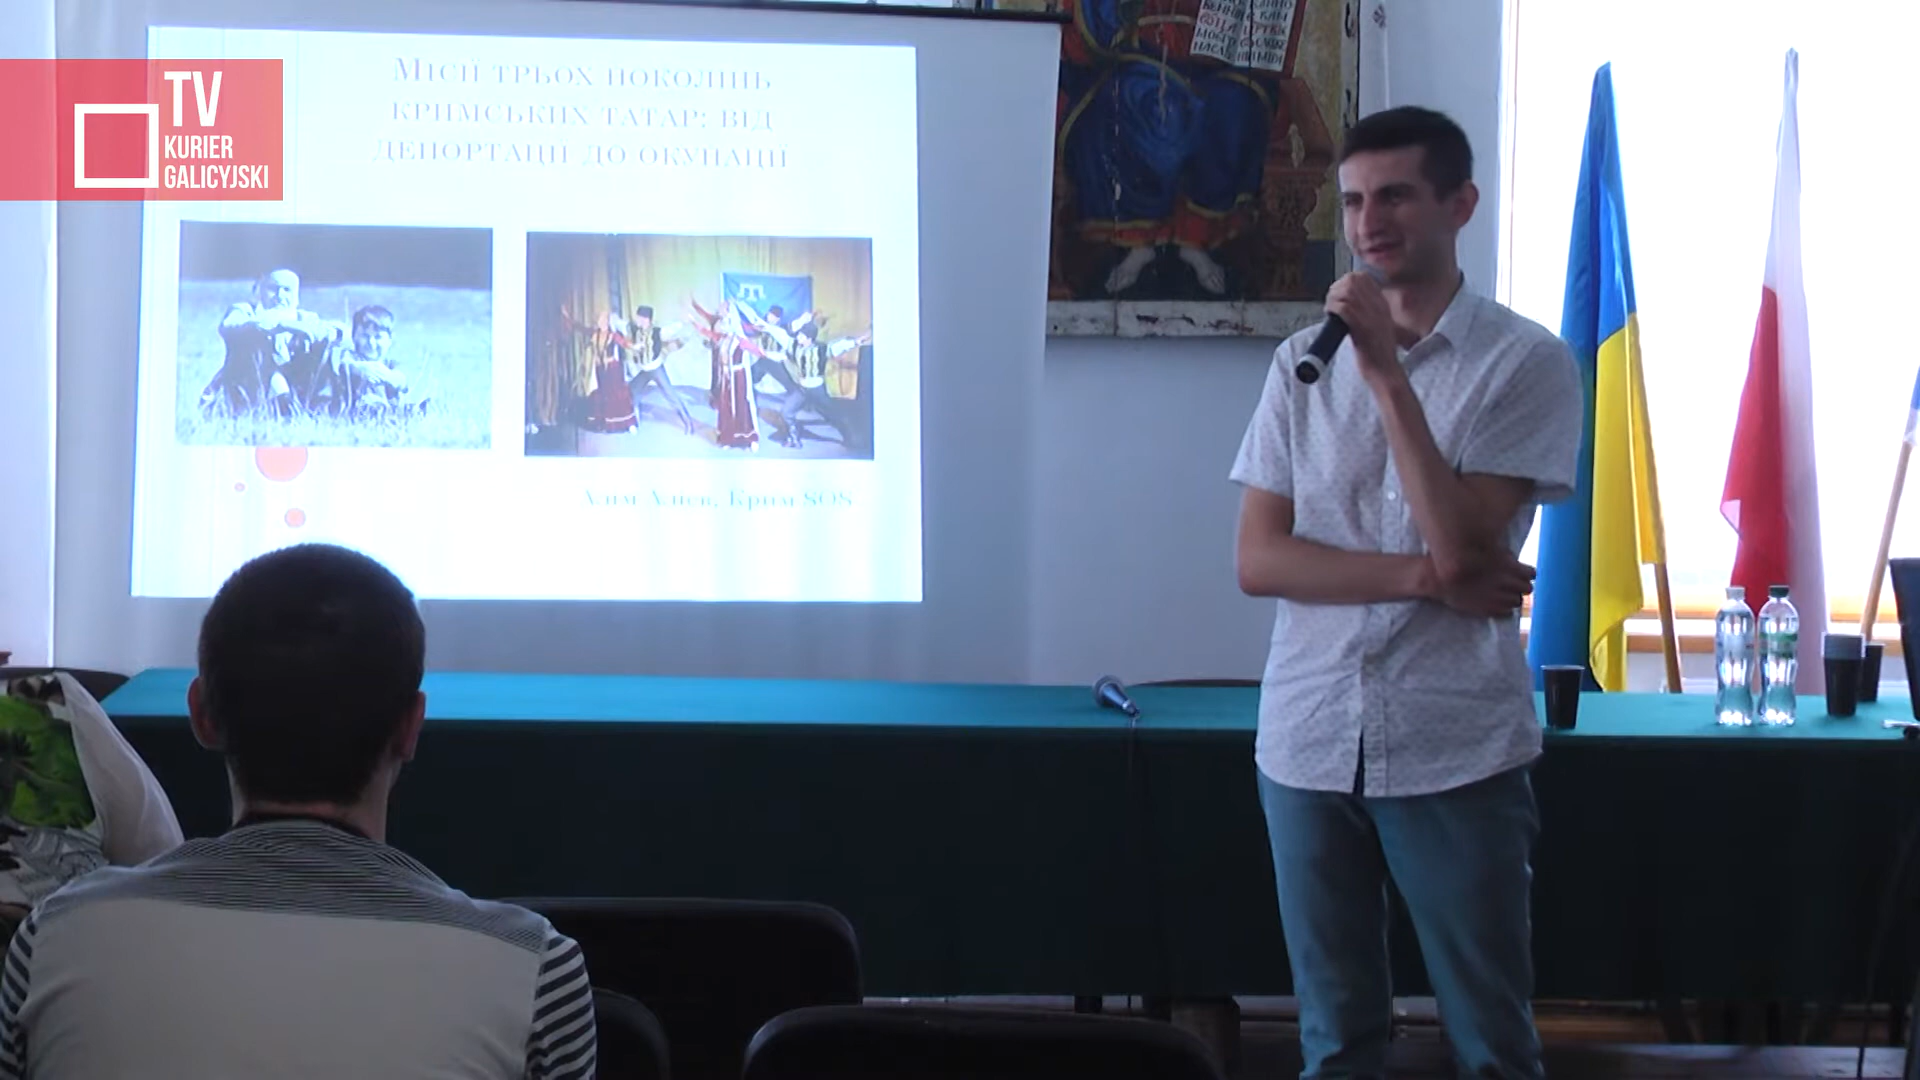 TV
KURIER
GALICYJSKI
Місії трьох поколінь
кримських татар: від
депортації до окупації
Алім Алієв, Крим SOS